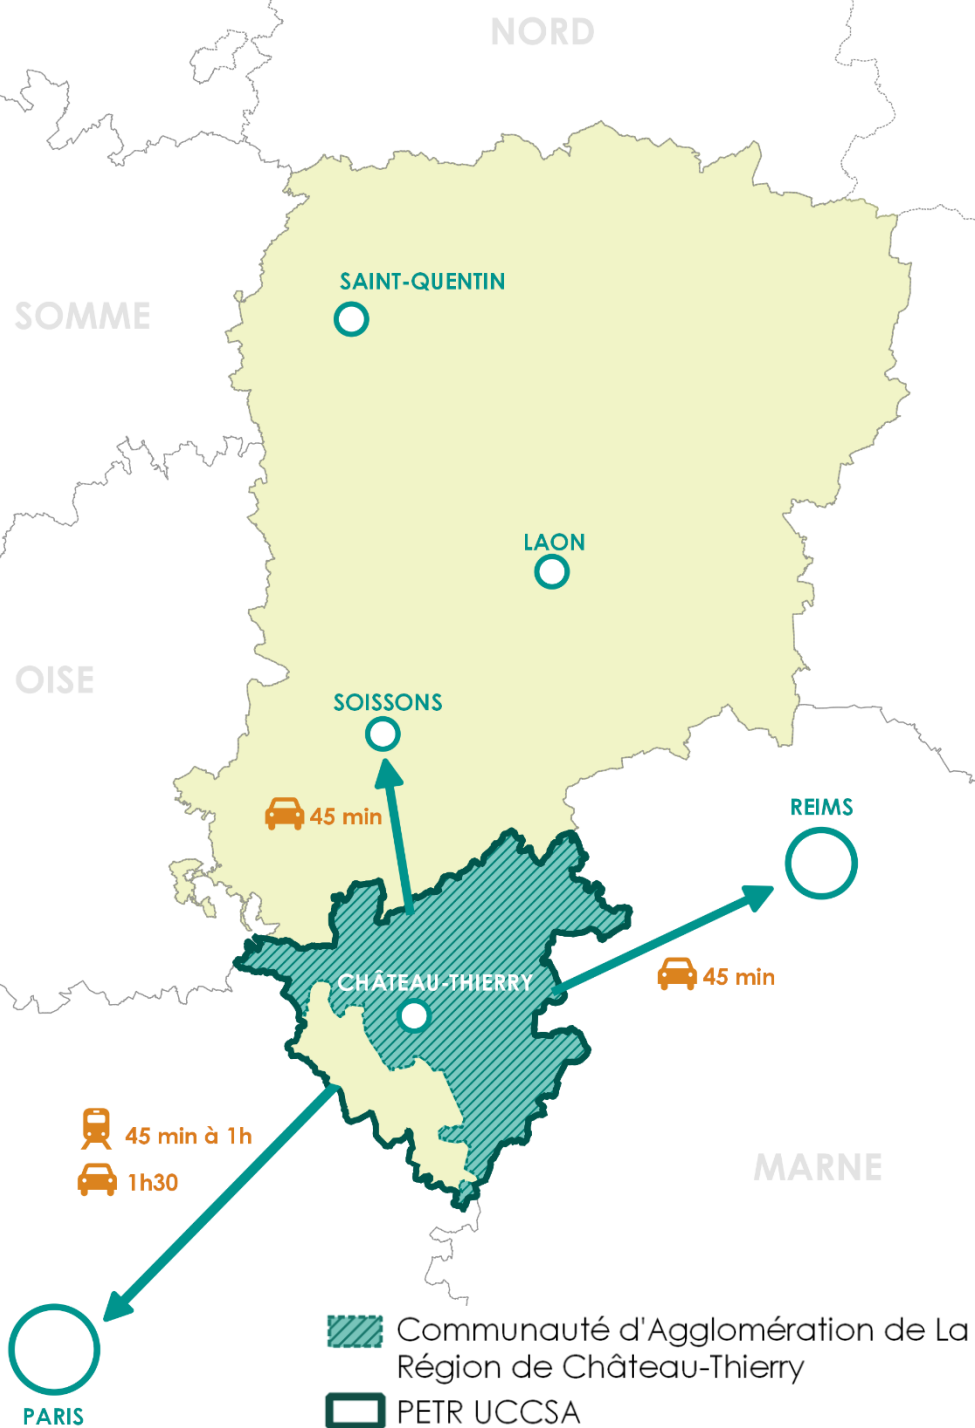 NORD
SAINT-QUENTIN
SOMME
LAON
OISE
SOISSONS
REIMS
45 min
45 min
CHÂTEAU-THIERRY
45 min à 1h
1h30
MARNE
PARIS
Communauté d'Agglomération de La
Région de Château-Thierry
PETR UCCSA